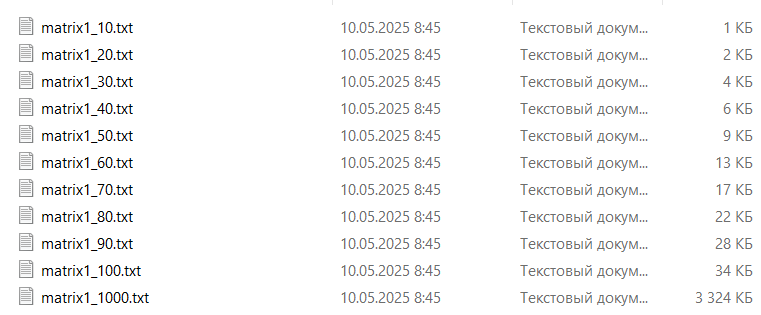 matrix1_10.txt 10.05.2025 8:45 Текстовый докум... 1 КБ
matrix1_20.txt 10.05.2025 8:45 Текстовый докум... 2 КБ
matrix1_30.txt 10.05.2025 8:45 Текстовый докум... 4 КБ
matrix1_40.txt 10.05.2025 8:45 Текстовый докум... 6 КБ
matrix1_50.txt 10.05.2025 8:45 Текстовый докум... 9 КБ
matrix1_60.txt 10.05.2025 8:45 Текстовый докум... 13 КБ
matrix1_70.txt 10.05.2025 8:45 Текстовый докум... 17 КБ
matrix1_80.txt 10.05.2025 8:45 Текстовый докум... 22 КБ
matrix1_90.txt 10.05.2025 8:45 Текстовый докум... 28 КБ
matrix1_100.txt 10.05.2025 8:45 Текстовый докум... 34 КБ
matrix1_1000.txt 10.05.2025 8:45 Текстовый докум... 3 324 КБ